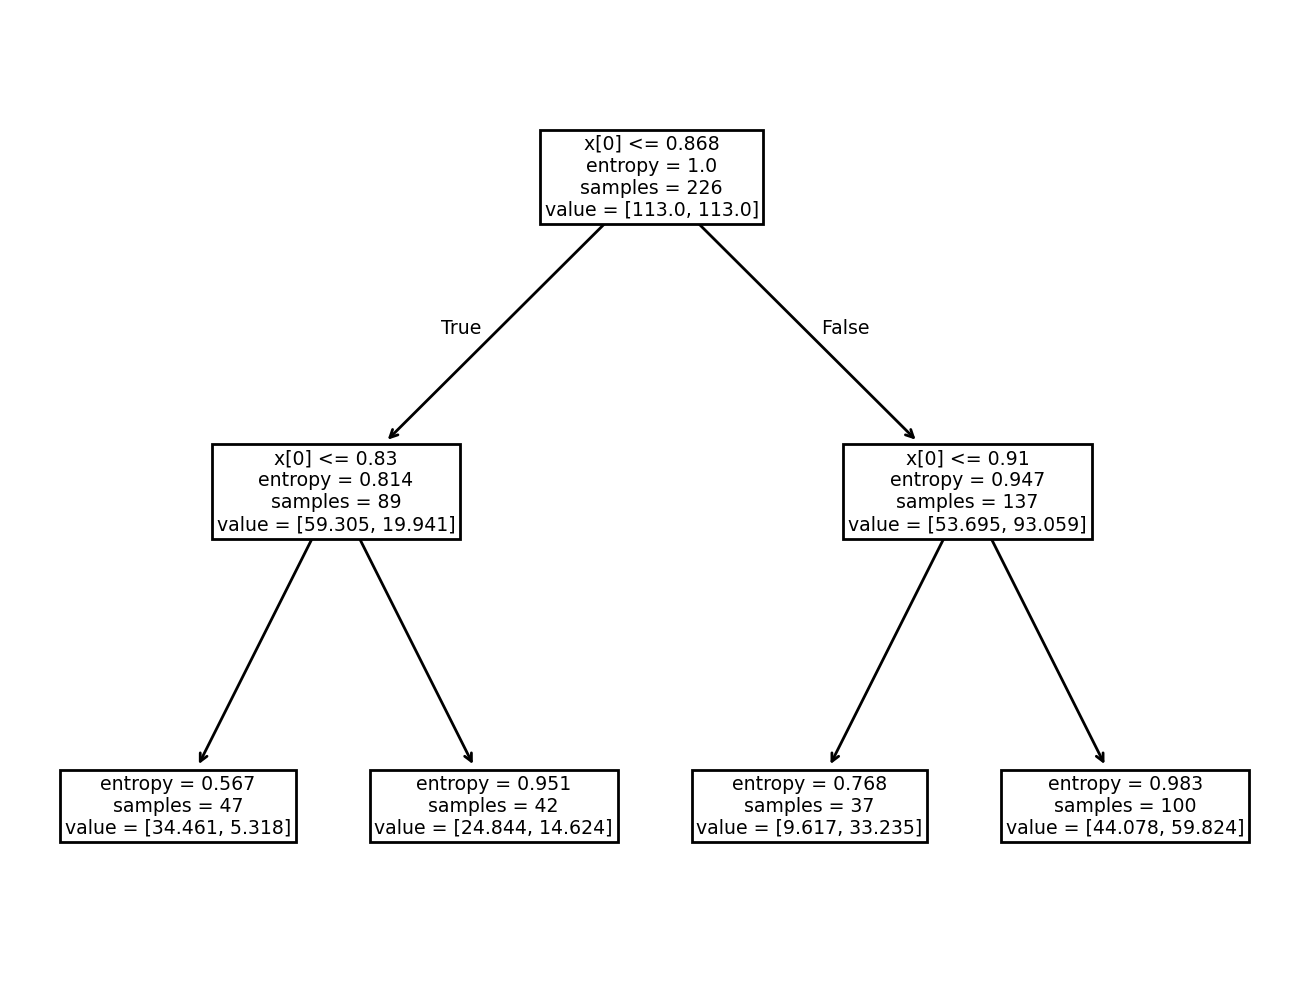 x[0] <= 0.868
entropy = 1.0
samples = 226
value = [113.0, 113.0]
True
False
x[0] <= 0.83
entropy = 0.814
samples = 89
value = [59.305, 19.941]
x[0] <= 0.91
entropy = 0.947
samples = 137
value = [53.695, 93.059]
entropy = 0.567
samples = 47
value = [34.461, 5.318]
entropy = 0.951
samples = 42
value = [24.844, 14.624]
entropy = 0.768
samples = 37
value = [9.617, 33.235]
entropy = 0.983
samples = 100
value = [44.078, 59.824]